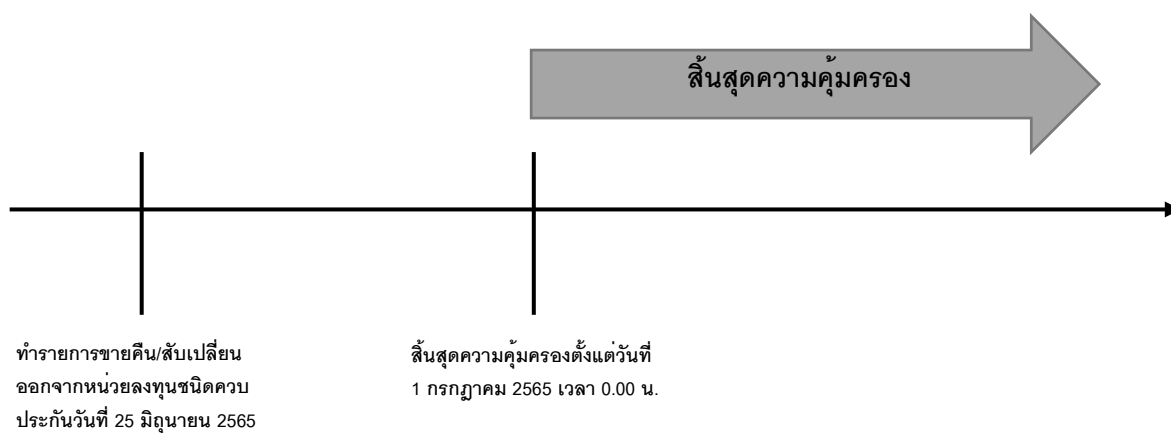 สิ้นสุดความคุ้มครอง
ทำรายการขายคืน/สับเปลี่ยน
ออกจากหน่วยลงทุนชนิดควบ
ประกันวันที่ 25 มิถุนายน 2565
สิ้นสุดความคุ้มครองตั้งแต่วันที่
1 กรกฎาคม 2565 เวลา 0.00 น.